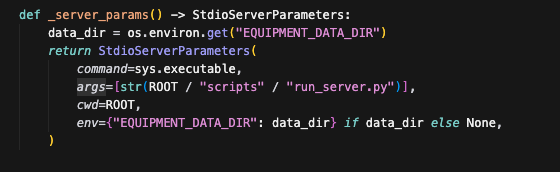 def _server_params() -> StdioServerParameters:
    data_dir = os.environ.get("EQUIPMENT_DATA_DIR")
    return StdioServerParameters(
        command=sys.executable,
        args=[str(ROOT / "scripts" / "run_server.py")],
        cwd=ROOT,
        env={"EQUIPMENT_DATA_DIR": data_dir} if data_dir else None,
    )